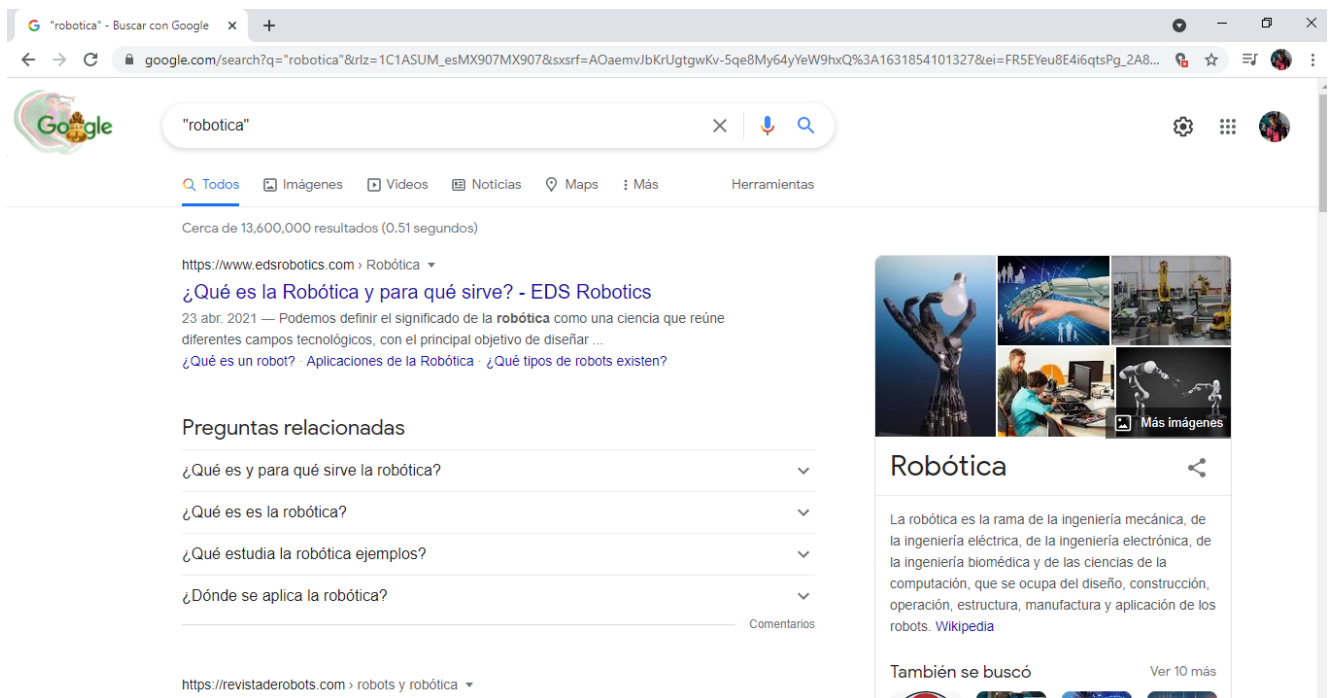 "robotica" - Buscar con Google
google.com/search?q="robotica"&rlz=1C1ASUM_esMX907MX907&sxsrf=AOaemvJbKrUgtgwKv-5qe8My64yYeW9hxQ%3A1631854101327&ei=FR5EYeu8E4i6qtsPg_2A8...
Google
"robotica"
Todos Imágenes Videos Noticias Maps Más Herramientas
Cerca de 13,600,000 resultados (0.51 segundos)
https://www.edsrobotics.com › Robótica
¿Qué es la Robótica y para qué sirve? - EDS Robotics
23 abr. 2021 — Podemos definir el significado de la robótica como una ciencia que reúne
diferentes campos tecnológicos, con el principal objetivo de diseñar ...
¿Qué es un robot? · Aplicaciones de la Robótica · ¿Qué tipos de robots existen?
Preguntas relacionadas
¿Qué es y para qué sirve la robótica?
¿Qué es es la robótica?
¿Qué estudia la robótica ejemplos?
¿Dónde se aplica la robótica?
Comentarios
https://revistaderobots.com › robots y robótica
Más imágenes
Robótica
La robótica es la rama de la ingeniería mecánica, de
la ingeniería eléctrica, de la ingeniería electrónica, de
la ingeniería biomédica y de las ciencias de la
computación, que se ocupa del diseño, construcción,
operación, estructura, manufactura y aplicación de los
robots. Wikipedia
También se buscó
Ver 10 más